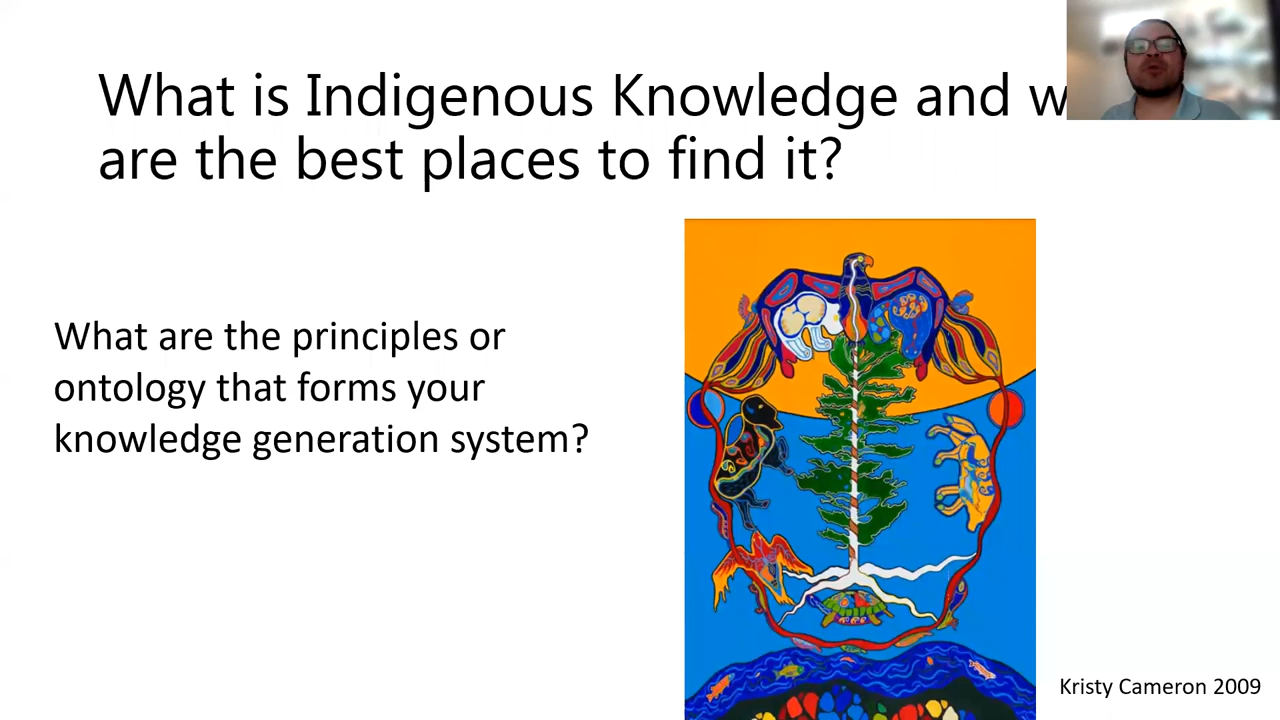 What is Indigenous Knowledge and w
are the best places to find it?
What are the principles or
ontology that forms your
knowledge generation system?
Kristy Cameron 2009